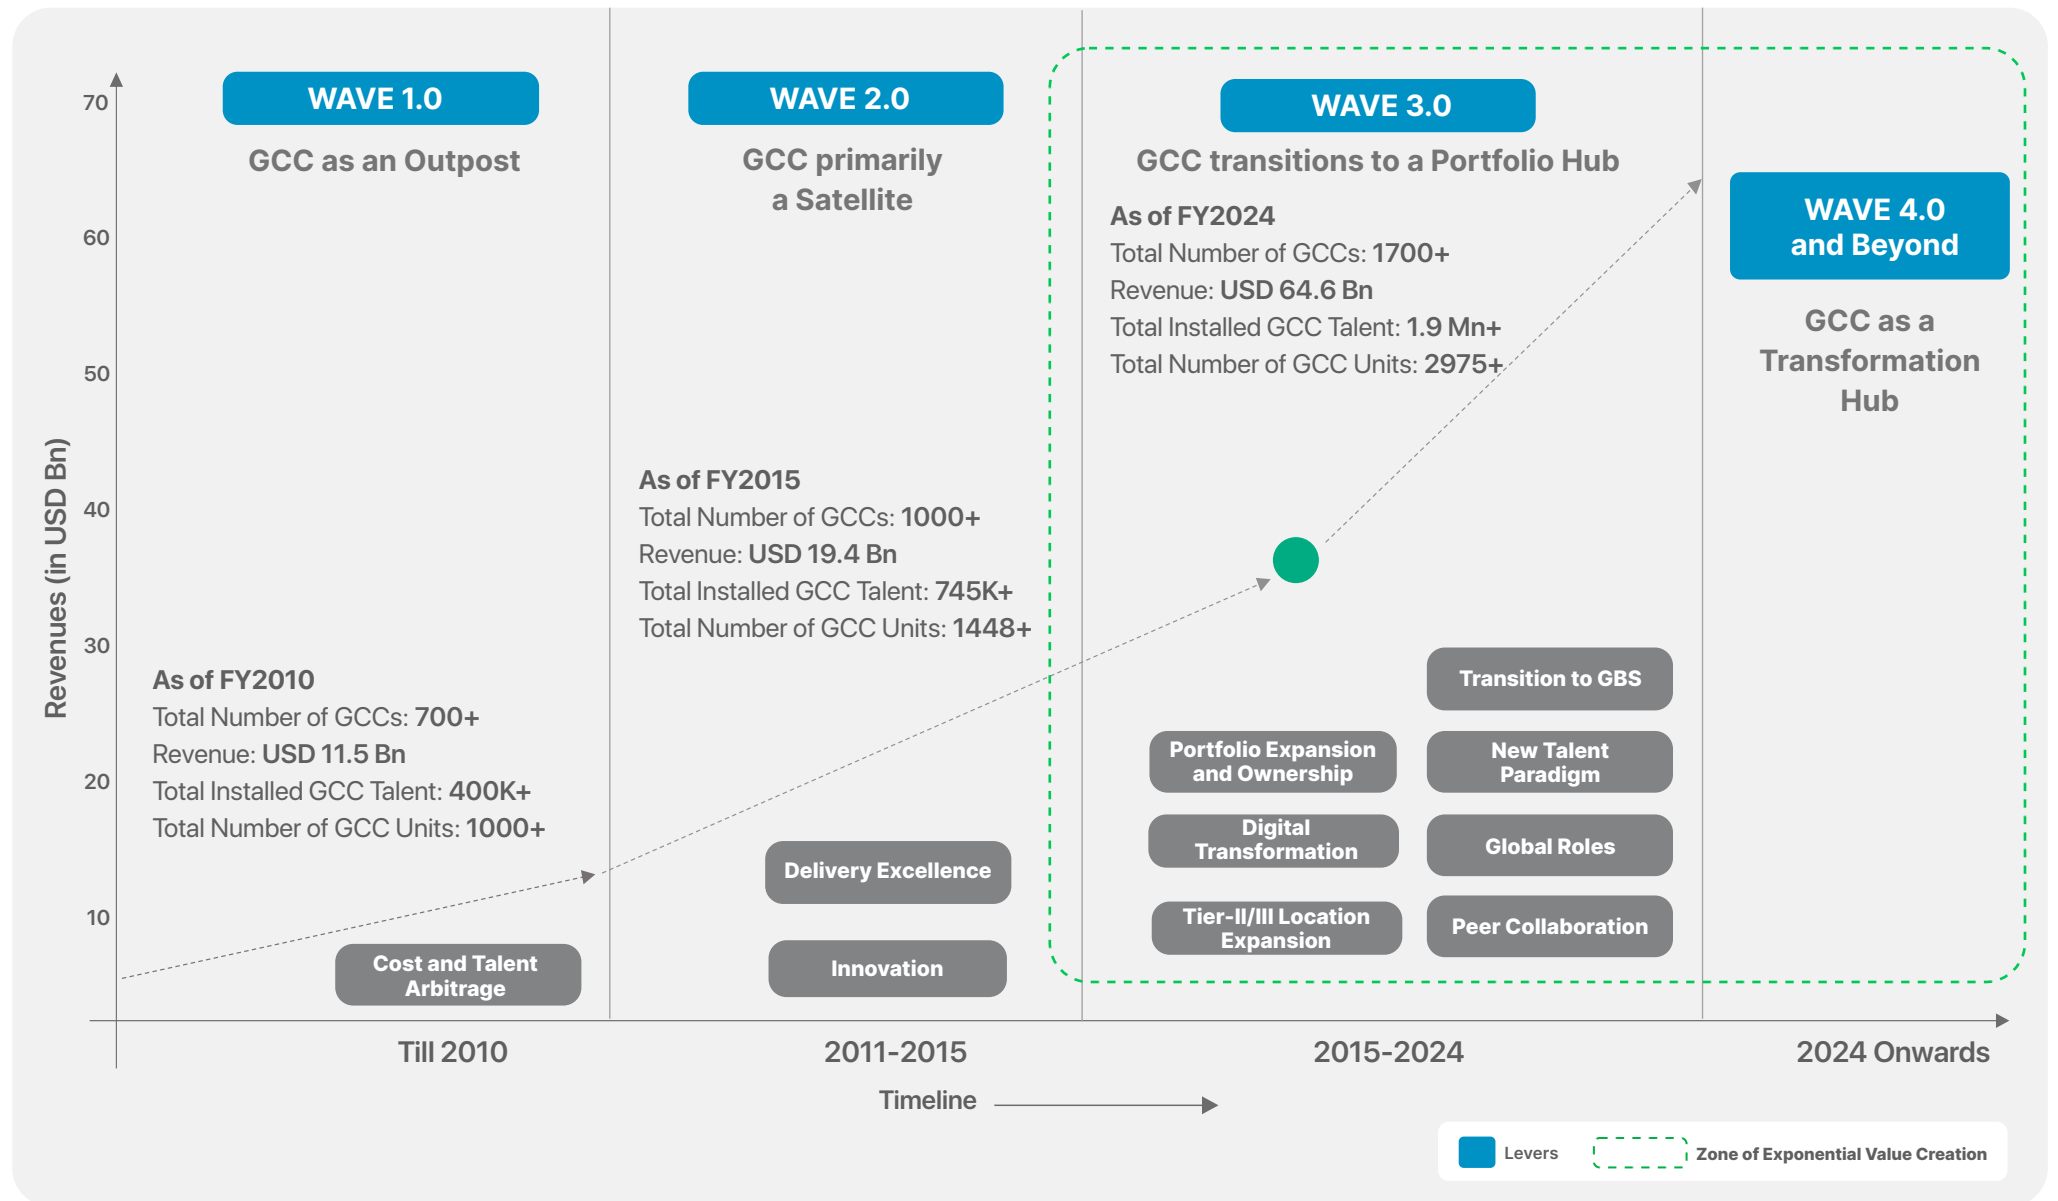 WAVE 1.0
GCC as an Outpost
As of FY2010
Total Number of GCCs: 700+
Revenue: USD 11.5 Bn
Total Installed GCC Talent: 400K+
Total Number of GCC Units: 1000+
Cost and Talent
Arbitrage
WAVE 2.0
GCC primarily
a Satellite
As of FY2015
Total Number of GCCs: 1000+
Revenue: USD 19.4 Bn
Total Installed GCC Talent: 745K+
Total Number of GCC Units: 1448+
Delivery Excellence
Innovation
WAVE 3.0
GCC transitions to a Portfolio Hub
As of FY2024
Total Number of GCCs: 1700+
Revenue: USD 64.6 Bn
Total Installed GCC Talent: 1.9 Mn+
Total Number of GCC Units: 2975+
Transition to GBS
Portfolio Expansion
and Ownership
New Talent
Paradigm
Digital
Transformation
Global Roles
Tier-II/III Location
Expansion
Peer Collaboration
WAVE 4.0
and Beyond
GCC as a
Transformation
Hub
Revenues (in USD Bn)
70
60
50
40
30
20
10
Till 2010
2011-2015
2015-2024
2024 Onwards
Timeline
Levers
Zone of Exponential Value Creation